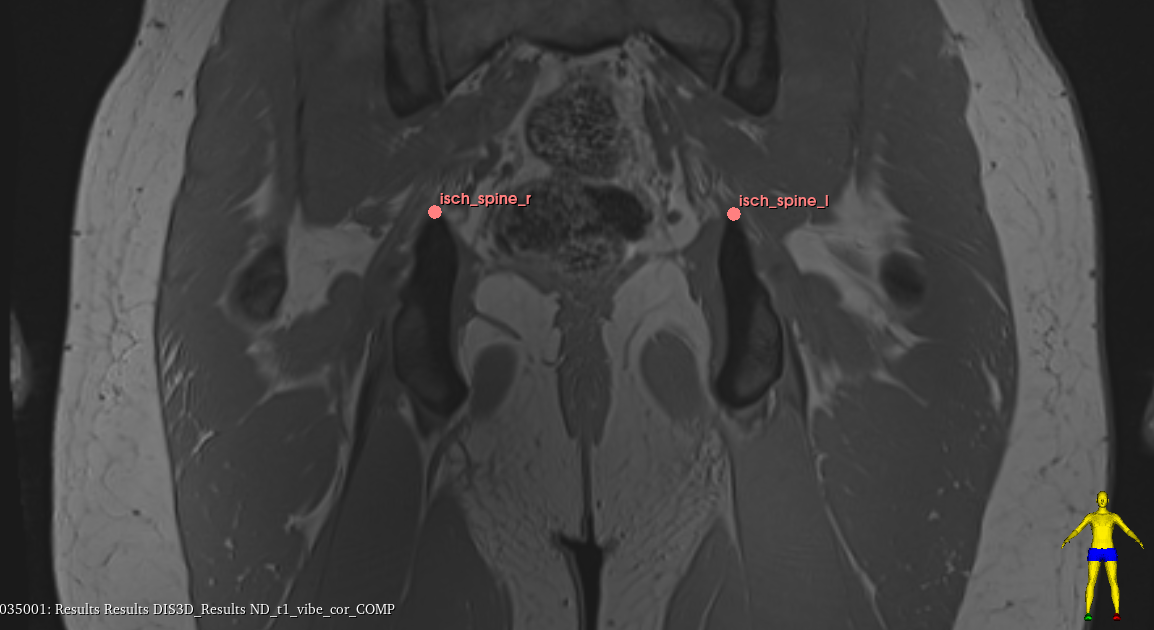 isch_spine_r
isch_spine_l
035001: Results Results DIS3D_Results ND_t1_vibe_cor_COMP